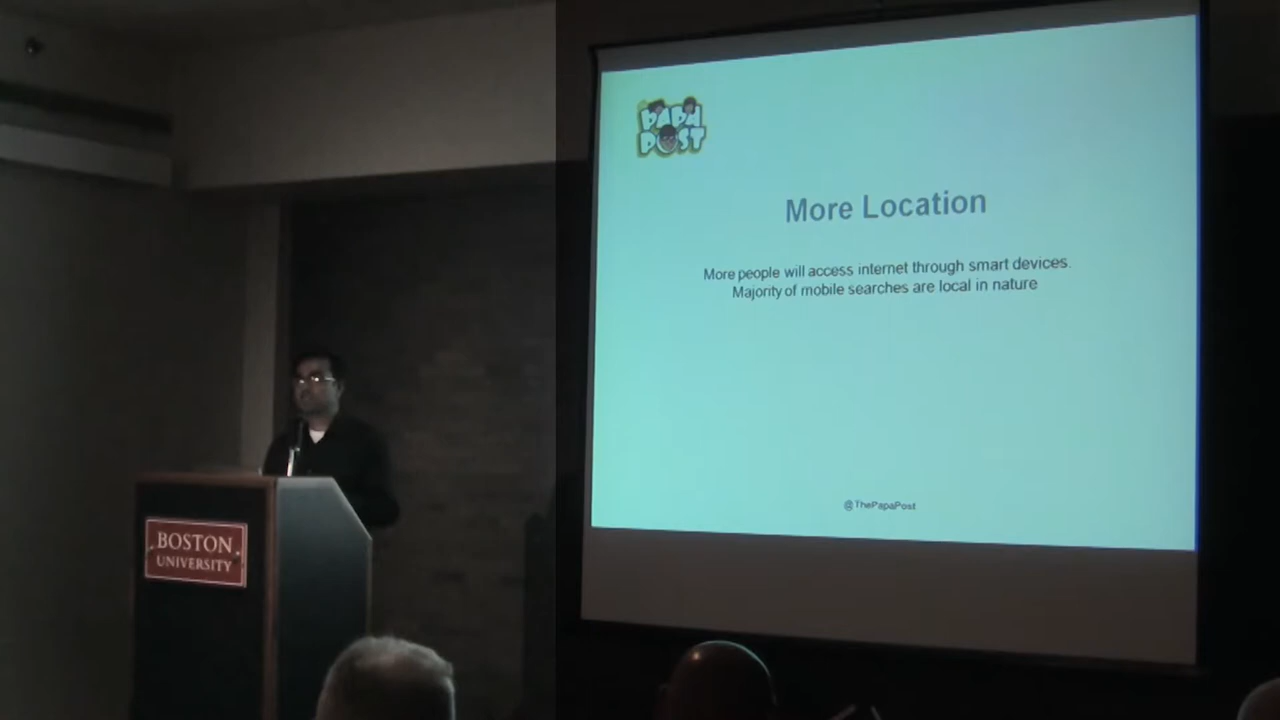 BOSTON
UNIVERSITY
PAPA
POST
More Location
More people will access internet through smart devices.
Majority of mobile searches are local in nature
@ThePapaPost